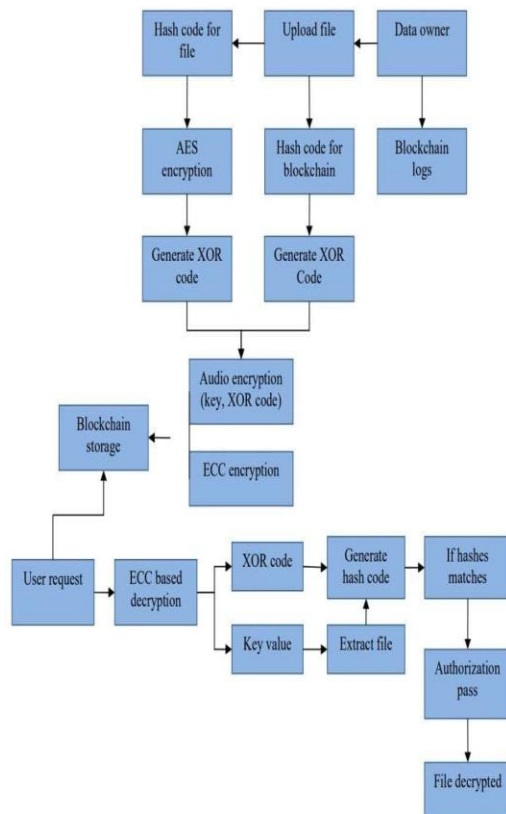 Hash code for
file
Upload file
Data owner
AES
encryption
Hash code for
blockchain
Blockchain
logs
Generate XOR
code
Generate XOR
Code
Audio encryption
(key, XOR code)
Blockchain
storage
ECC encryption
User request
ECC based
decryption
XOR code
Generate
hash code
If hashes
matches
Key value
Extract file
Authorization
pass
File decrypted